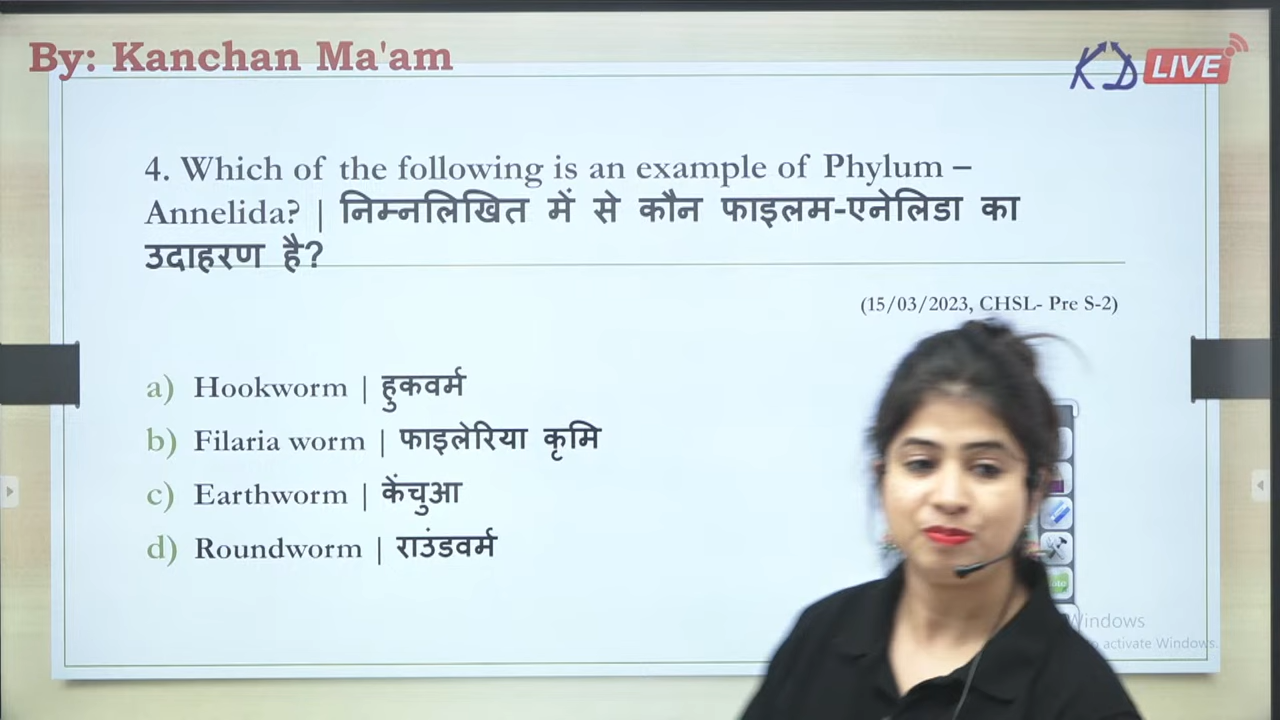 By: Kanchan Ma'am
KD LIVE
4. Which of the following is an example of Phylum –
Annelida? | निम्नलिखित में से कौन फाइलम-एनेलिडा का
उदाहरण है?
(15/03/2023, CHSL- Pre S-2)
a) Hookworm | हुकवर्म
b) Filaria worm | फाइलेरिया कृमि
c) Earthworm | केंचुआ
d) Roundworm | राउंडवर्म
Windows
activate Windows.